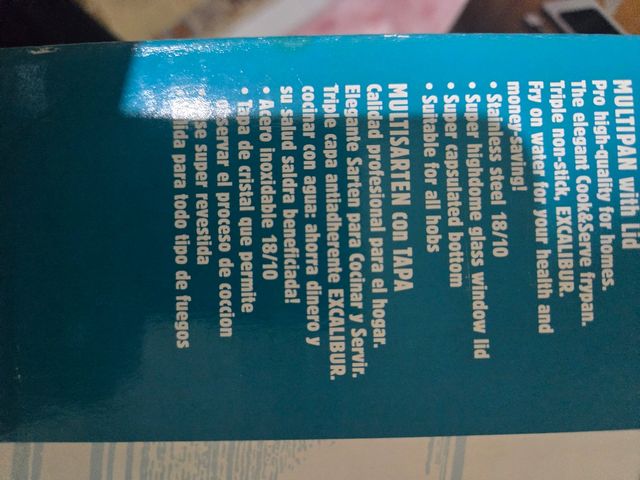 MULTIPAN with Lid
Pro high-quality for homes.
The elegant Cook&Serve frypan.
Triple non-stick, EXCALIBUR.
Fry on water for your health and
money saving!
• Stainless steel 18/10
• Super highdone glass window lid
• Super capsulated bottom
• Suitable for all hobs
MULTISARTEN con TAPA
Calidad profesional para el hogar.
Elegante Sarten para Cocinar y Servir.
Triple capa antiadherente EXCALIBUR.
cocinar con agua: ahorra dinero y
su salud saldra beneficiada!
• Acero inoxidable 18/10
• Tapa de cristal que permite
observar el proceso de coccion
super revestida
para todo tipo de fuegos